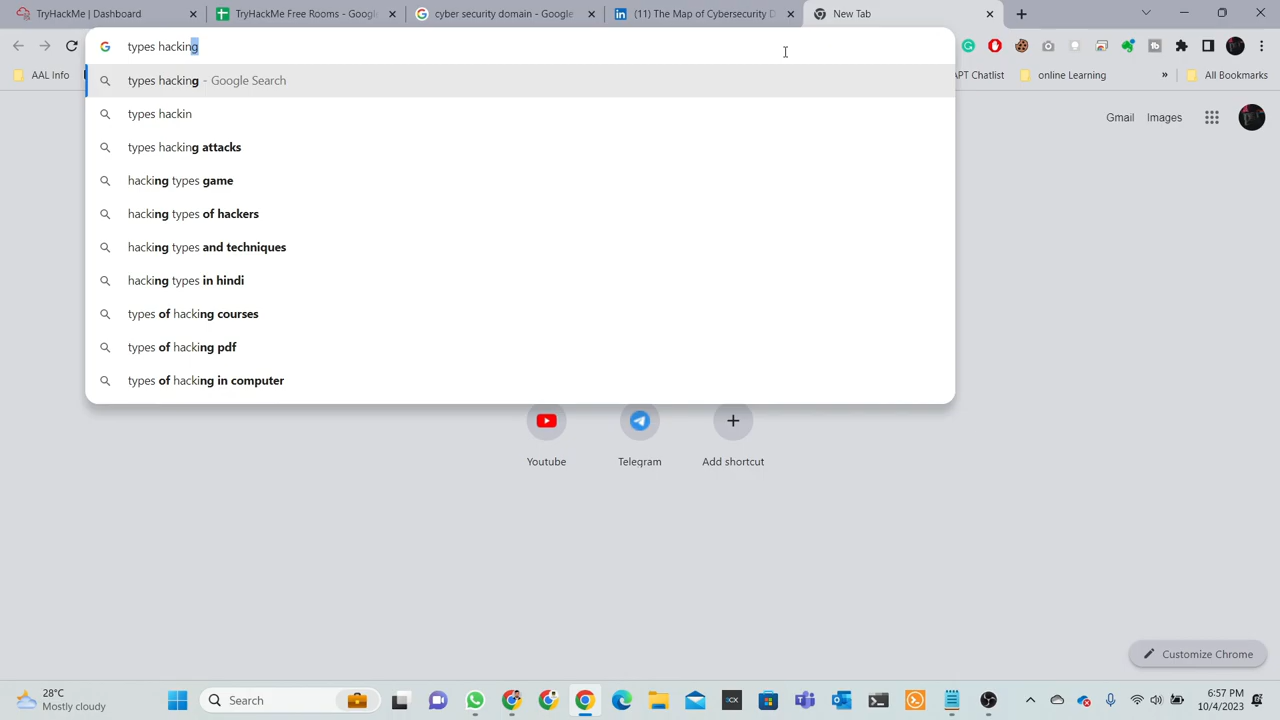 TryHackMe | Dashboard
TryHackMe Free Rooms - Google
cyber security domain - Google
(11) The Map of Cybersecurity D
New Tab
types hacking
AAL Info
APT Chatlist
online Learning
»
All Bookmarks
types hacking - Google Search
types hackin
types hacking attacks
hacking types game
hacking types of hackers
hacking types and techniques
hacking types in hindi
types of hacking courses
types of hacking pdf
types of hacking in computer
Gmail
Images
Youtube
Telegram
Add shortcut
Customize Chrome
28°C
Mostly cloudy
Search
6:57 PM
10/4/2023